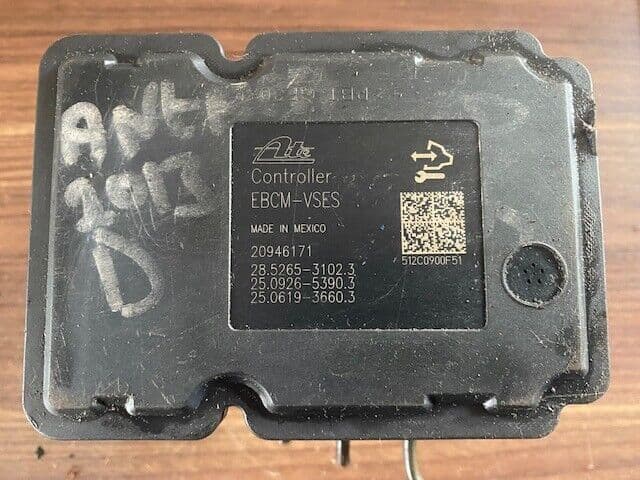 ANT
2013
D
Ate
Controller
EBCM-VSES
MADE IN MEXICO
20946171
28.5265-3102.3
25.0926-5390.3
25.0619-3660.3
512C0900F51